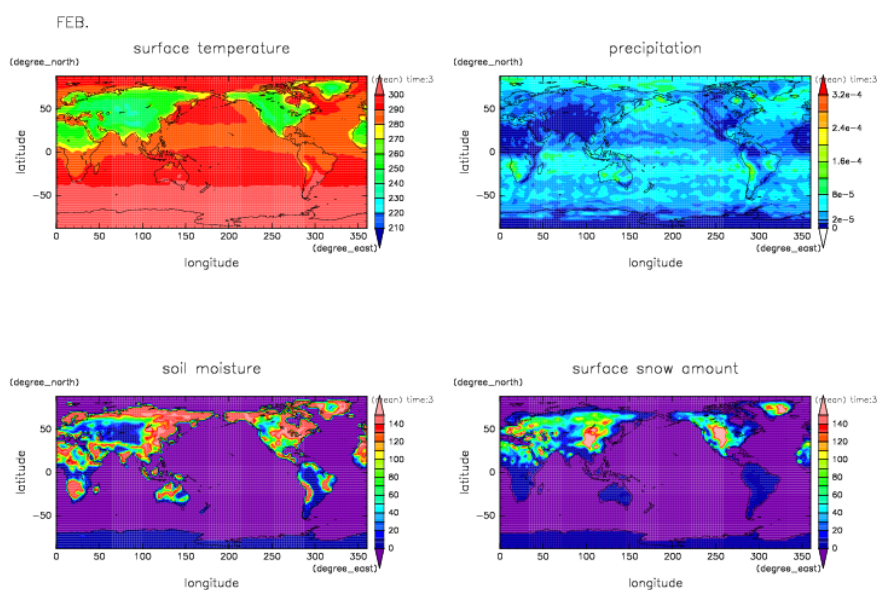 FEB.
surface temperature
(degree_north)
(mean) time:3
latitude
50
0
−50
300
290
280
270
260
250
240
230
220
210
0 50 100 150 200 250 300 350
(degree_east)
longitude
precipitation
(degree_north)
(mean) time:3
latitude
50
0
−50
3.2e−4
2.4e−4
1.6e−4
8e−5
2e−5
0
0 50 100 150 200 250 300 350
(degree_east)
longitude
soil moisture
(degree_north)
(mean) time:3
latitude
50
0
−50
140
120
100
80
60
40
20
0
0 50 100 150 200 250 300 350
(degree_east)
longitude
surface snow amount
(degree_north)
(mean) time:3
latitude
50
0
−50
140
120
100
80
60
40
20
0
0 50 100 150 200 250 300 350
(degree_east)
longitude